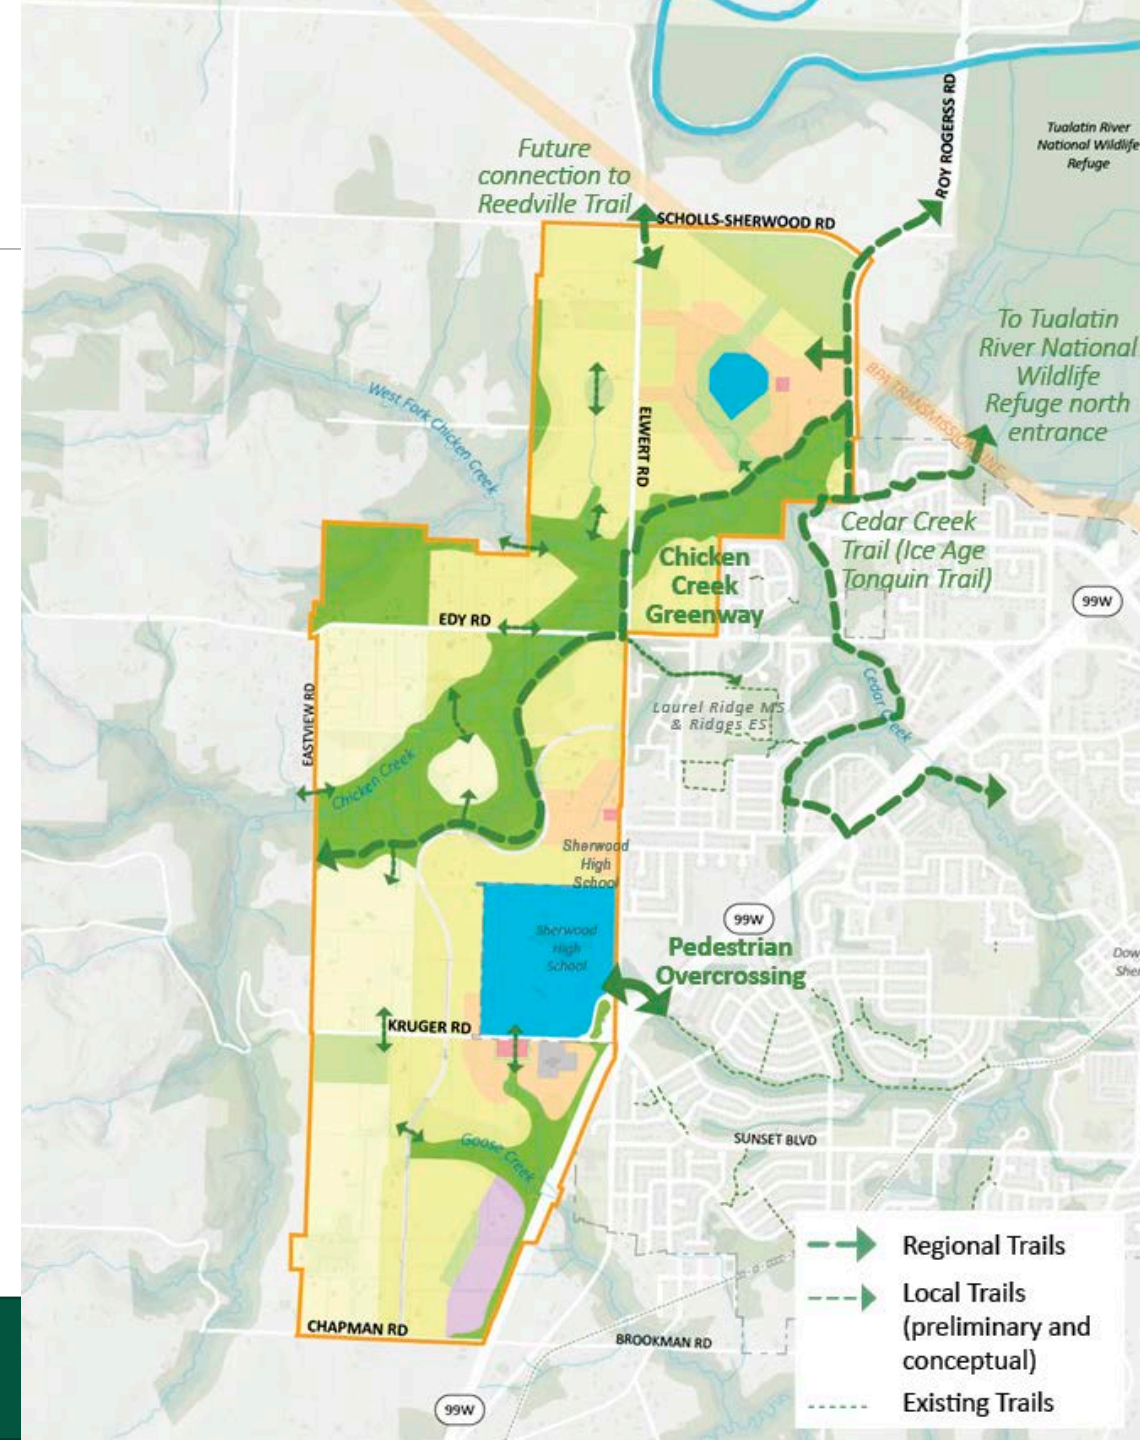 ROY ROGERSS RD
Tualatin River
National Wildlife
Refuge
Future
connection to
Reedville Trail
SCHOLLS-SHERWOOD RD
To Tualatin
River National
Wildlife
Refuge north
entrance
BPA TRANSMISSION LINE
West Fork Chicken Creek
ELWERT RD
Cedar Creek
Trail (Ice Age
Tonquin Trail)
Chicken
Creek
Greenway
99W
EDY RD
EASTVIEW RD
Laurel Ridge MS
& Ridges ES
Cedar Creek
Chicken Creek
Sherwood
High
School
99W
Sherwood
High
School
Pedestrian
Overcrossing
Dow
Sher
KRUGER RD
SUNSET BLVD
Goose Creek
Regional Trails
Local Trails
(preliminary and
conceptual)
Existing Trails
CHAPMAN RD
BROOKMAN RD
99W